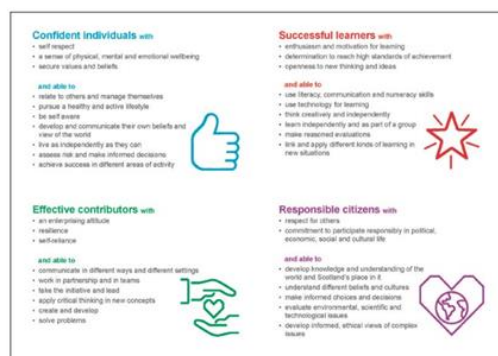 Confident individuals with
• self respect
• a sense of physical, mental and emotional wellbeing
• secure values and beliefs
and able to
• relate to others and manage themselves
• pursue a healthy and active lifestyle
• be self aware
• develop and communicate their own beliefs and
view of the world
• live as independently as they can
• assess risk and make informed decisions
• achieve success in different areas of activity
Successful learners with
• enthusiasm and motivation for learning
• determination to reach high standards of achievement
• openness to new thinking and ideas
and able to
• use literacy, communication and numeracy skills
• use technology for learning
• think creatively and independently
• learn independently and as part of a group
• make reasoned evaluations
• link and apply different kinds of learning in
new situations
Effective contributors with
• an enterprising attitude
• resilience
• self-reliance
and able to
• communicate in different ways and different settings
• work in partnership and in teams
• take the initiative and lead
• apply critical thinking in new concepts
• create and develop
• solve problems
Responsible citizens with
• respect for others
• commitment to participate responsibly in political,
economic, social and cultural life
and able to
• develop knowledge and understanding of the
world and Scotland's place in it
• understand different beliefs and cultures
• make informed choices and decisions
• evaluate environmental, scientific and
technological issues
• develop informed, ethical views of complex
issues